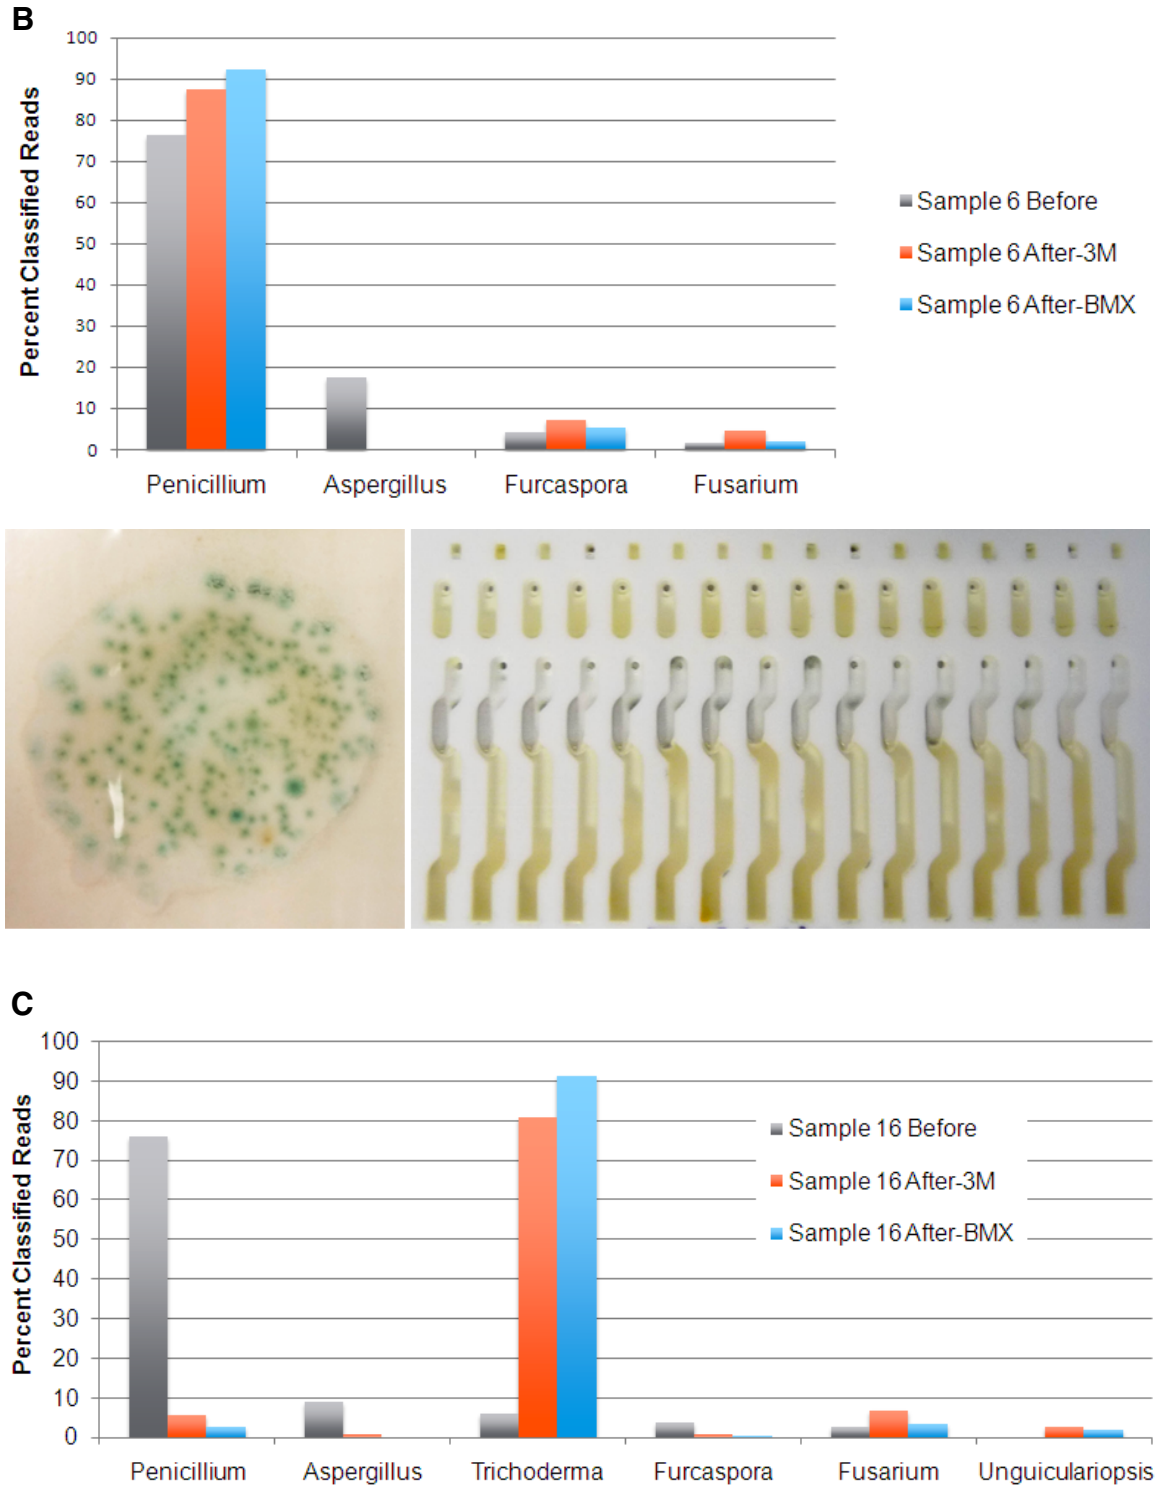 B
100
90
80
70
60
50
40
30
20
10
0
Percent Classified Reads
Sample 6 Before
Sample 6 After-3M
Sample 6 After-BMX
Penicillium Aspergillus Furcaspora Fusarium
C
100
90
80
70
60
50
40
30
20
10
0
Percent Classified Reads
Sample 16 Before
Sample 16 After-3M
Sample 16 After-BMX
Penicillium Aspergillus Trichoderma Furcaspora Fusarium Unguiculariopsis